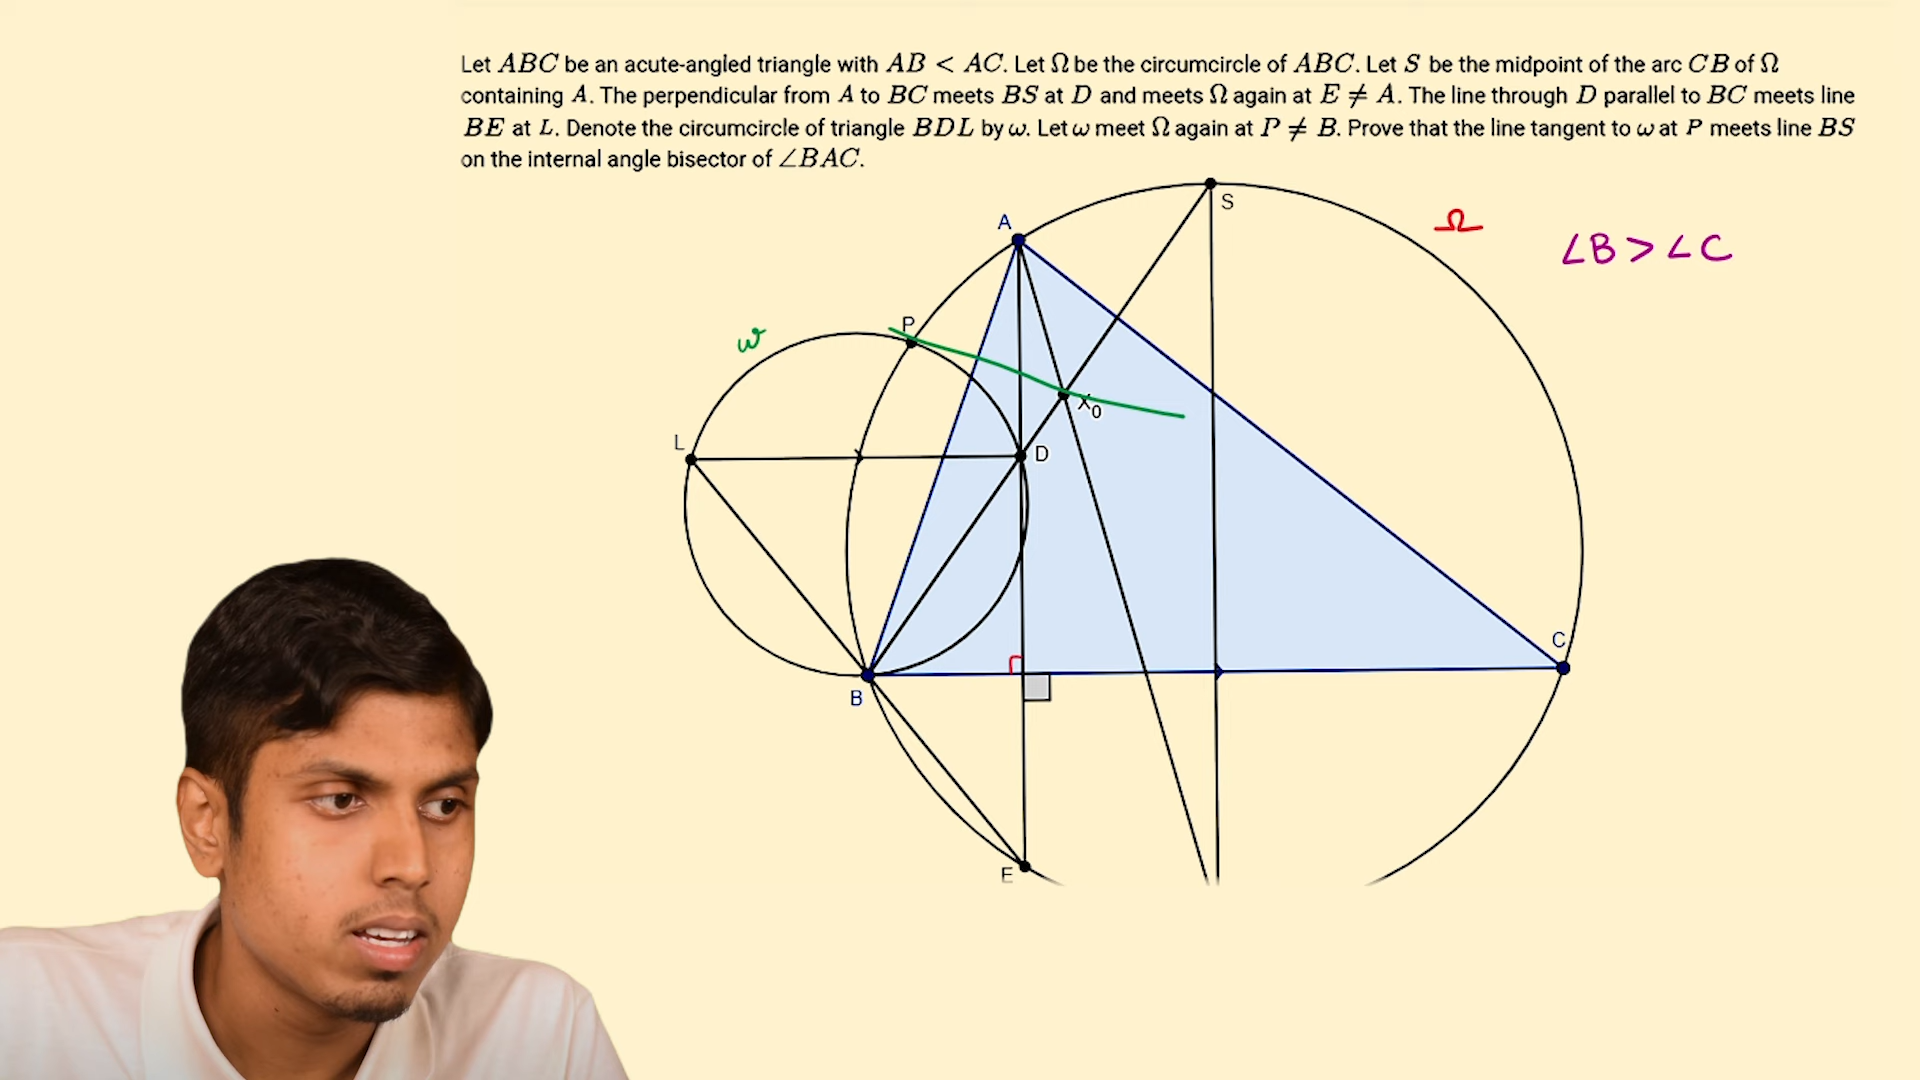 Let ABC be an acute-angled triangle with AB < AC. Let Ω be the circumcircle of ABC. Let S be the midpoint of the arc CB of Ω
containing A. The perpendicular from A to BC meets BS at D and meets Ω again at E ≠ A. The line through D parallel to BC meets line
BE at L. Denote the circumcircle of triangle BDL by ω. Let ω meet Ω again at P ≠ B. Prove that the line tangent to ω at P meets line BS
on the internal angle bisector of ∠BAC.
S
A
Ω
∠B > ∠C
P
ω
X₀
L
D
C
B
E